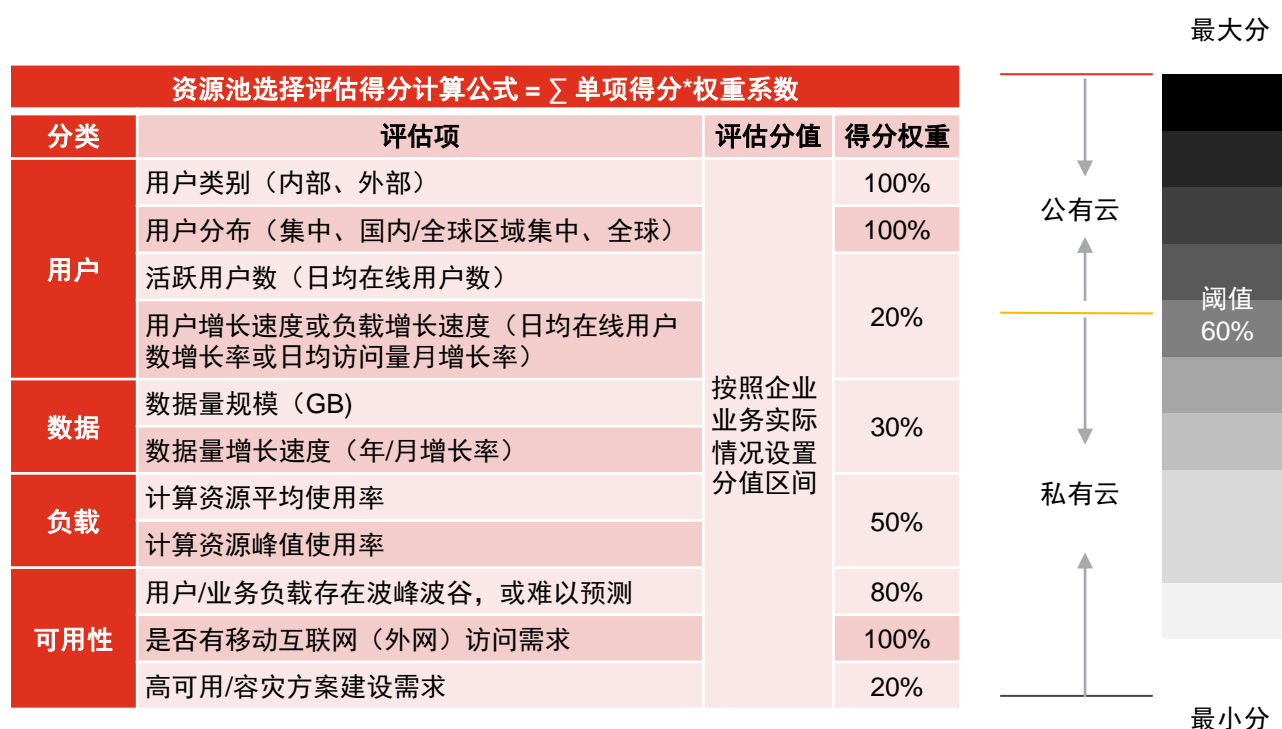 最大分
资源池选择评估得分计算公式 = ∑ 单项得分*权重系数
分类 评估项 评估分值 得分权重
用户
用户类别（内部、外部） 100%
用户分布（集中、国内/全球区域集中、全球） 100%
活跃用户数（日均在线用户数）
用户增长速度或负载增长速度（日均在线用户
数增长率或日均访问量月增长率）
20%
数据
数据量规模（GB)
数据量增长速度（年/月增长率）
30%
负载
计算资源平均使用率
计算资源峰值使用率
50%
可用性
用户/业务负载存在波峰波谷，或难以预测 80%
是否有移动互联网（外网）访问需求 100%
高可用/容灾方案建设需求 20%
按照企业
业务实际
情况设置
分值区间
公有云
私有云
阈值
60%
最小分